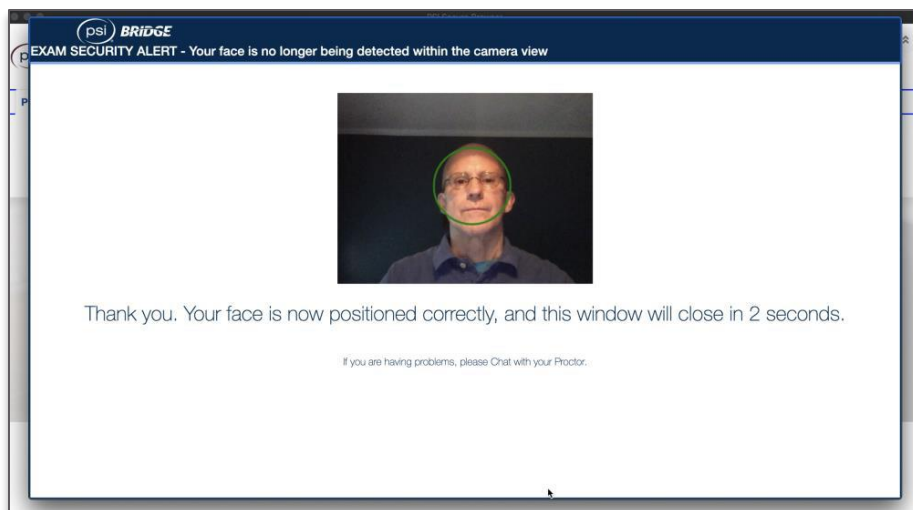 psi BRIDGE
EXAM SECURITY ALERT - Your face is no longer being detected within the camera view
Thank you. Your face is now positioned correctly, and this window will close in 2 seconds.
If you are having problems, please Chat with your Proctor.